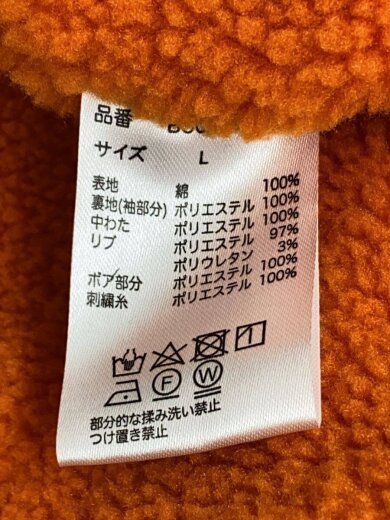 品番
サイズ L
表地 綿 100%
裏地(袖部分) ポリエステル 100%
中わた ポリエステル 100%
リブ ポリエステル 97%
ポリウレタン 3%
ボア部分 ポリエステル 100%
刺繍糸 ポリエステル 100%
1
F W
部分的な揉み洗い禁止
つけ置き禁止